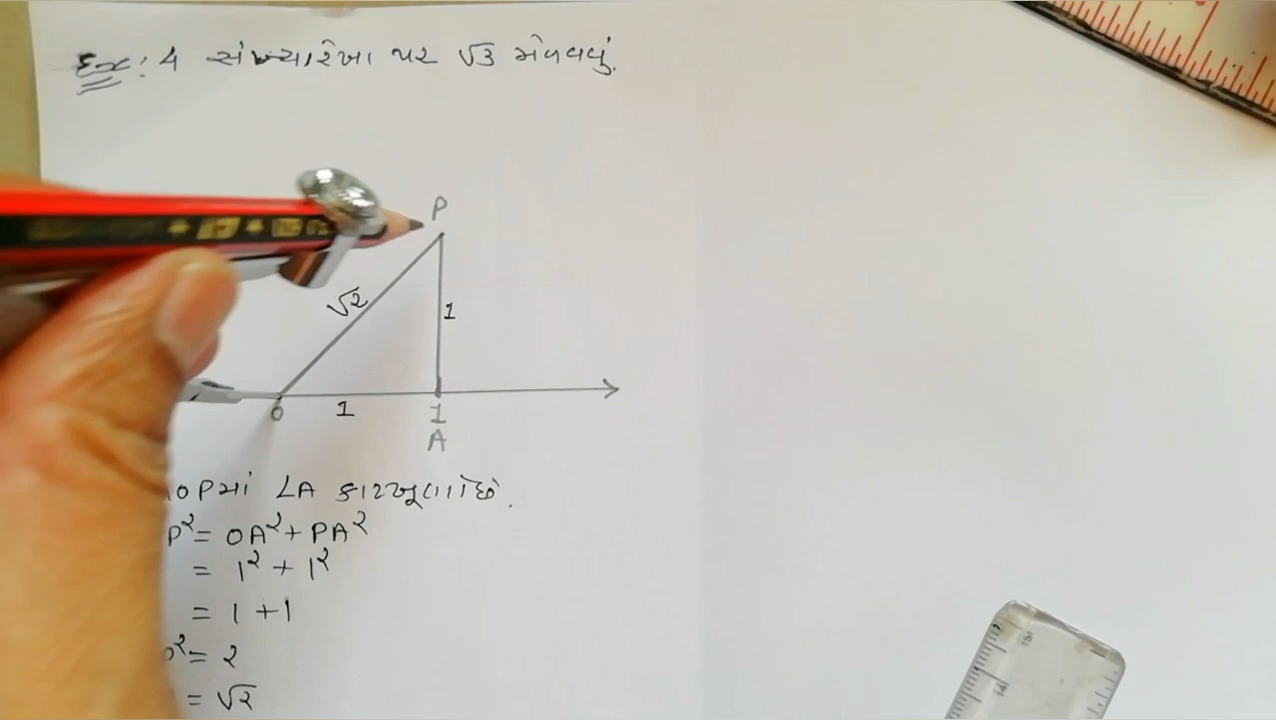 Ex: 4 સંખ્યારેખા પર √3 મેળવવું.
P
√2
1
0 1 1
A
OPમાં ∠A કાટખૂણો છે.
P² = OA² + PA²
= 1² + 1²
= 1 + 1
² = 2
= √2